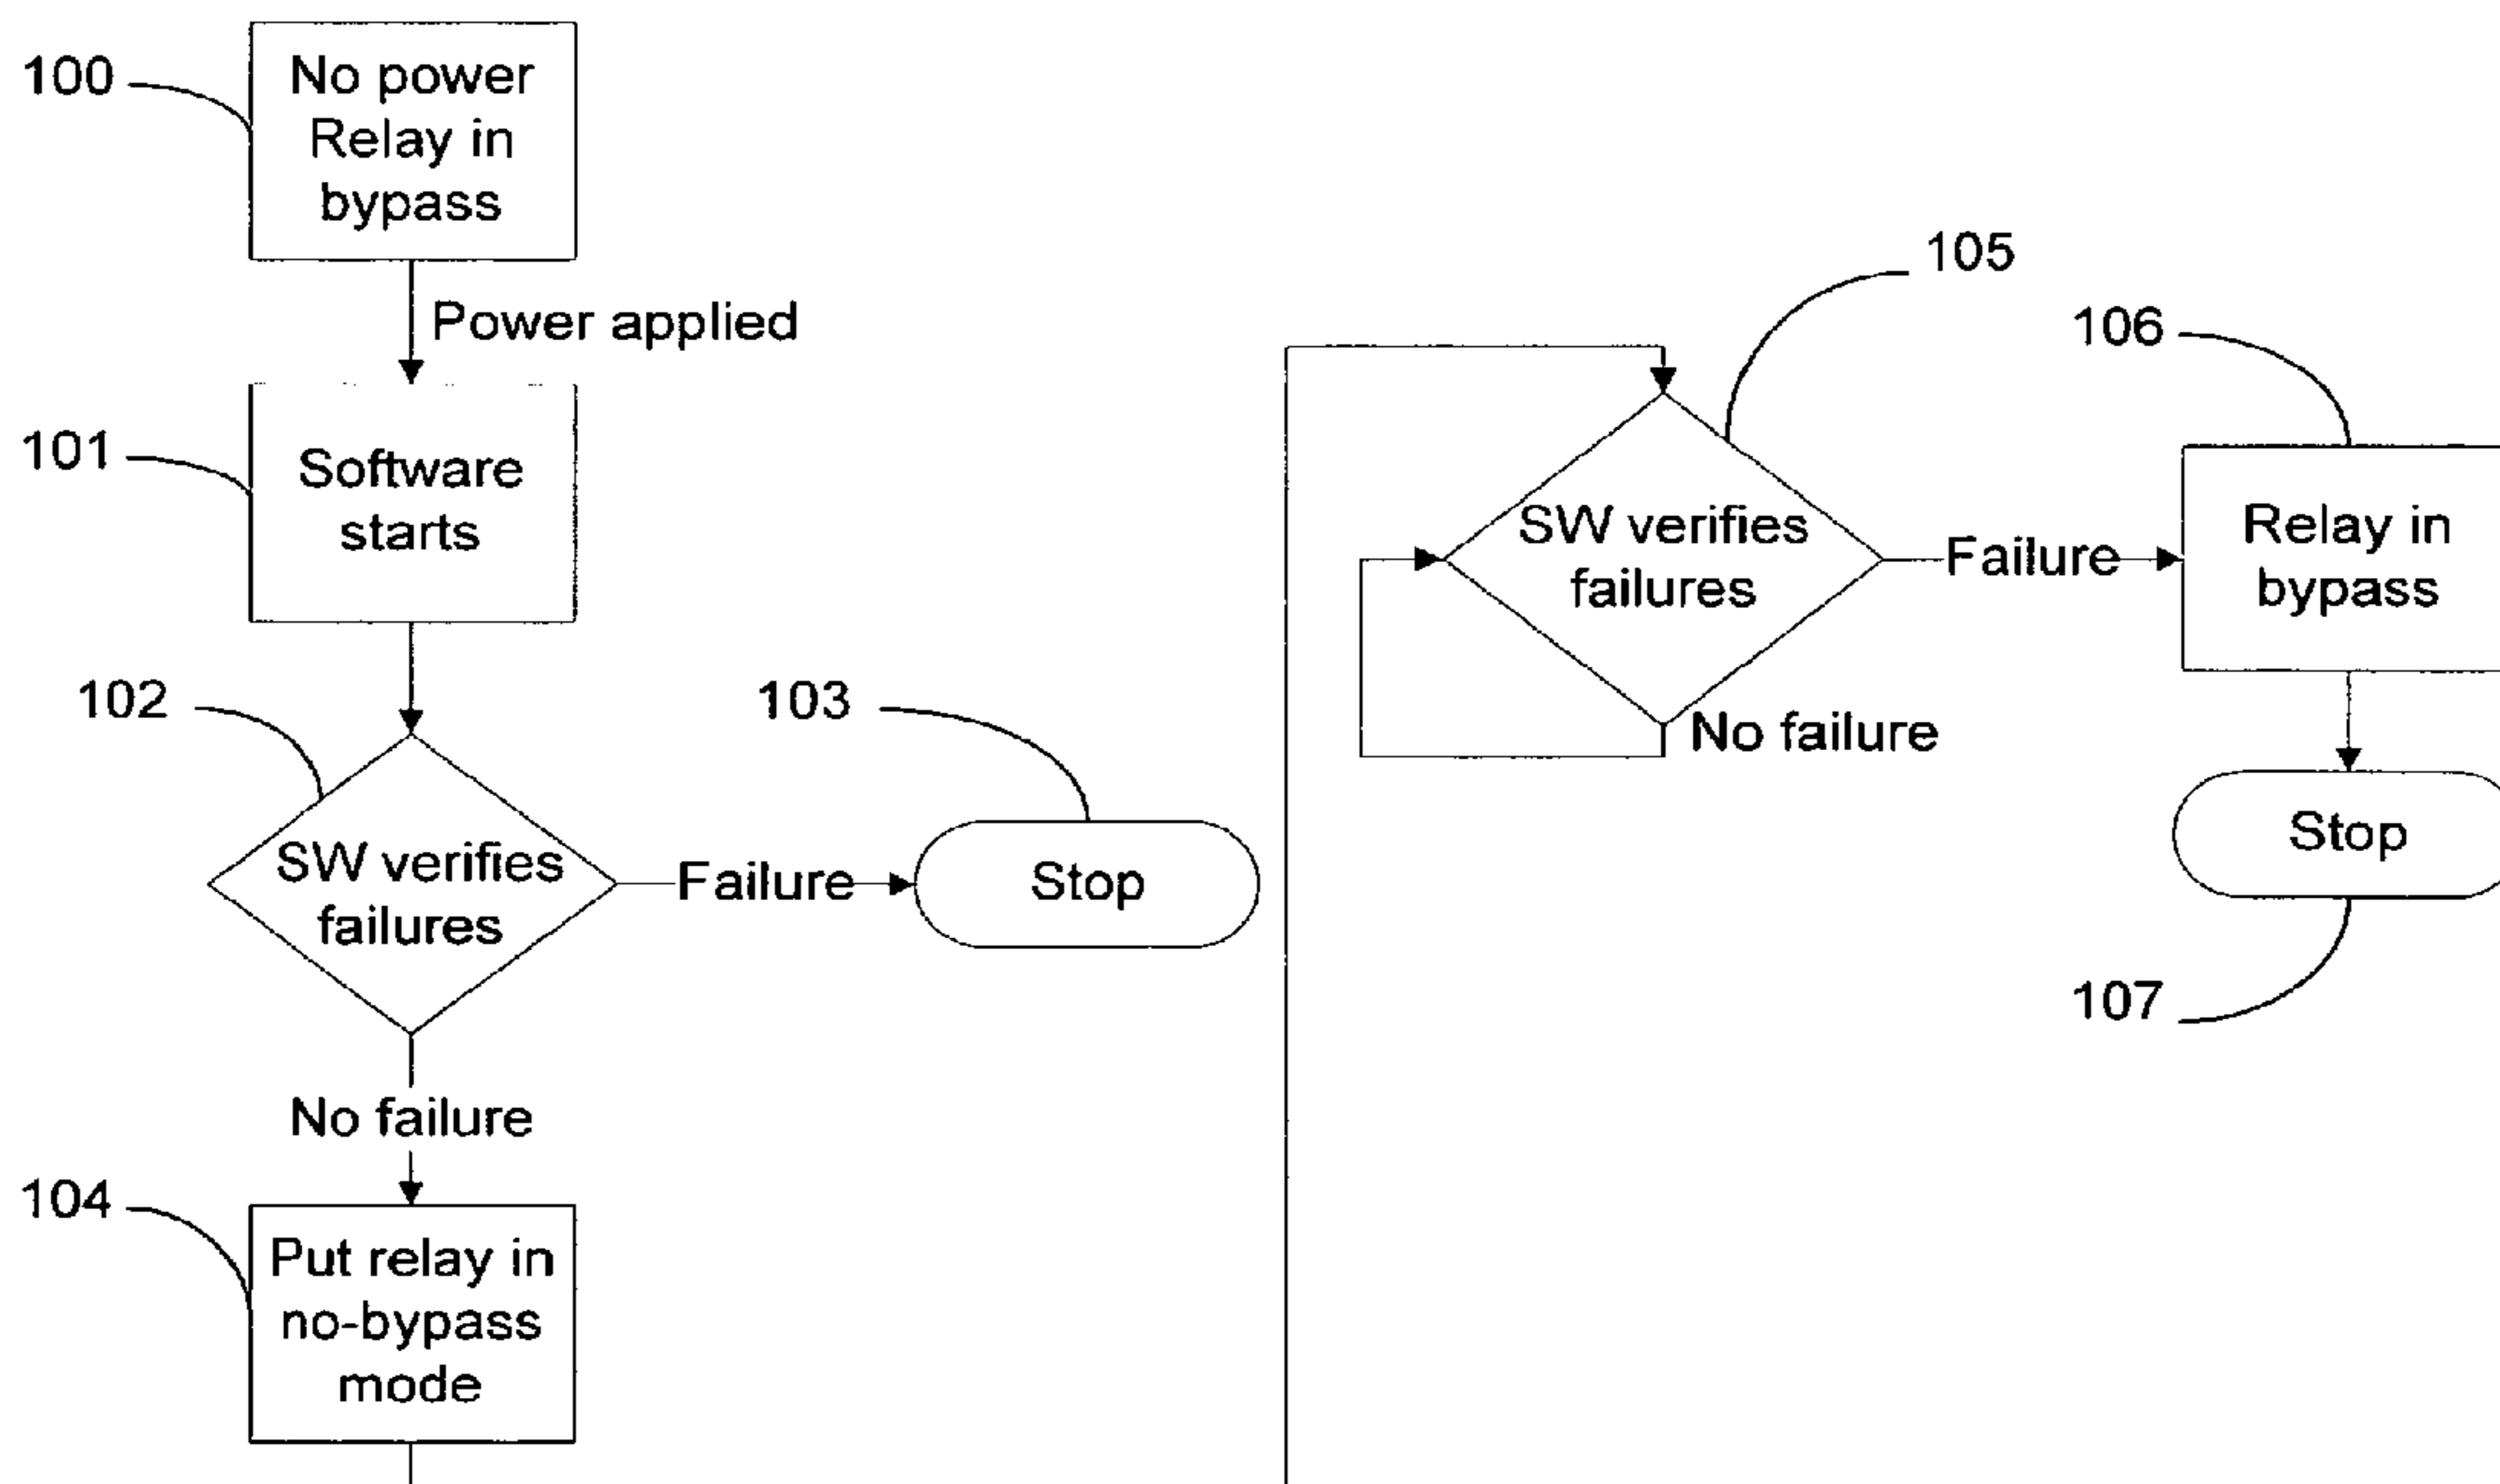 100
No power
Relay in
bypass
Power applied
101
Software
starts
102
SW verifies
failures
Failure
103
Stop
No failure
104
Put relay in
no-bypass
mode
105
SW verifies
failures
No failure
Failure
106
Relay in
bypass
Stop
107